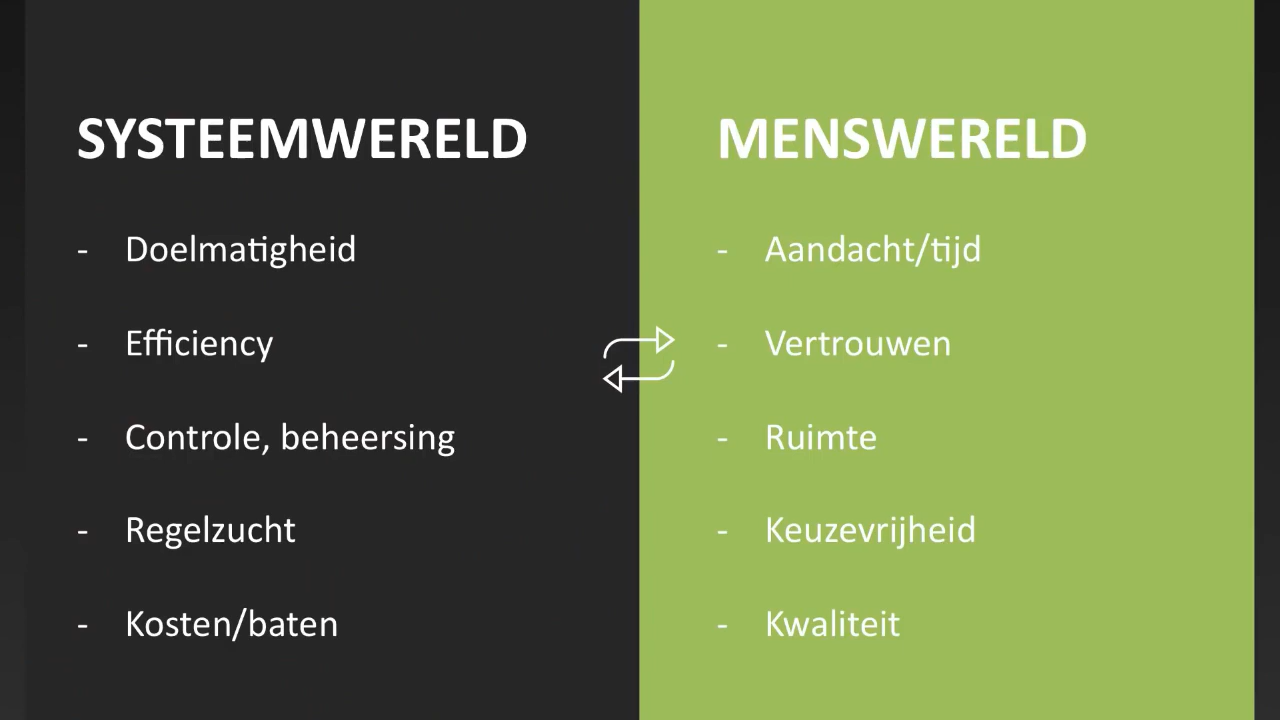 SYSTEEMWERELD
- Doelmatigheid
- Efficiency
- Controle, beheersing
- Regelzucht
- Kosten/baten
MENSWERELD
- Aandacht/tijd
- Vertrouwen
- Ruimte
- Keuzevrijheid
- Kwaliteit